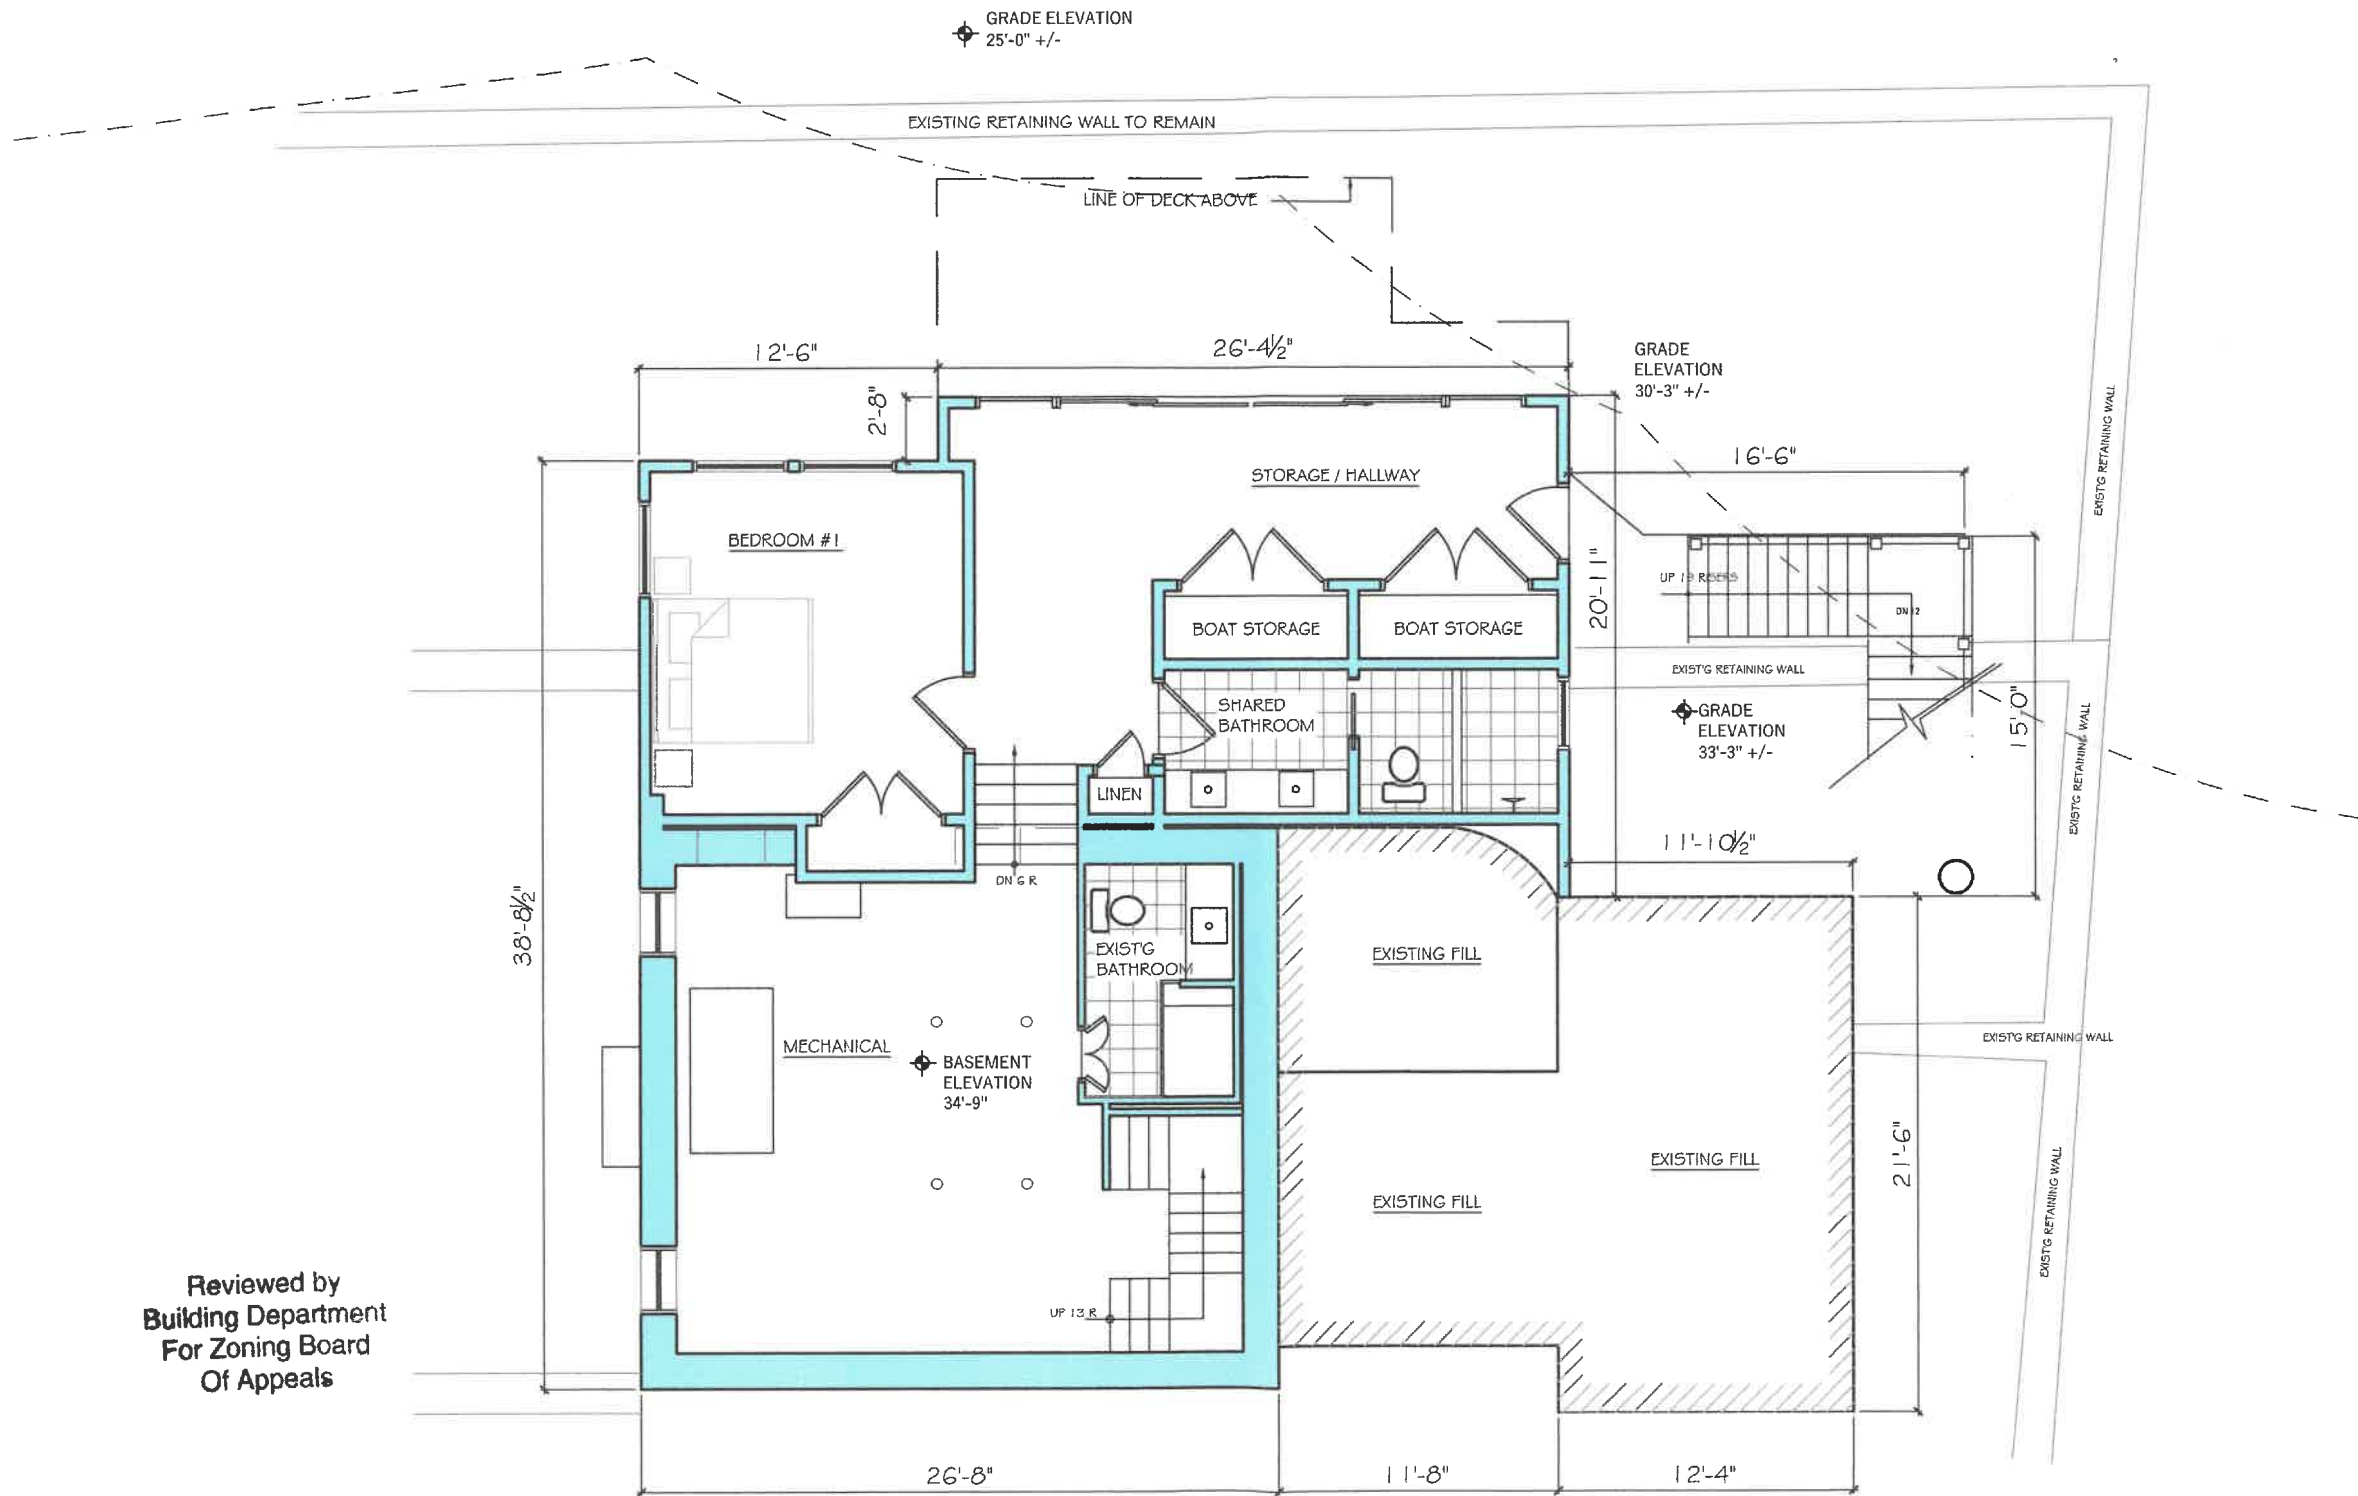 GRADE ELEVATION
25'-0" +/-
EXISTING RETAINING WALL TO REMAIN
LINE OF DECK ABOVE
12'-6"
26'-4½"
GRADE
ELEVATION
30'-3" +/-
2'-8"
EXIST'G RETAINING WALL
16'-6"
STORAGE / HALLWAY
BEDROOM #1
20'-11"
UP 19 RISERS
DN 12
BOAT STORAGE
BOAT STORAGE
EXIST'G RETAINING WALL
SHARED
BATHROOM
GRADE
ELEVATION
33'-3" +/-
15'-0"
EXIST'G RETAINING WALL
LINEN
11'-10½"
DN 6 R
38'-8½"
EXIST'G
BATHROOM
EXISTING FILL
MECHANICAL
BASEMENT
ELEVATION
34'-9"
EXIST'G RETAINING WALL
EXISTING FILL
21'-6"
EXISTING FILL
EXIST'G RETAINING WALL
UP 13 R
Reviewed by
Building Department
For Zoning Board
Of Appeals
26'-8"
11'-8"
12'-4"